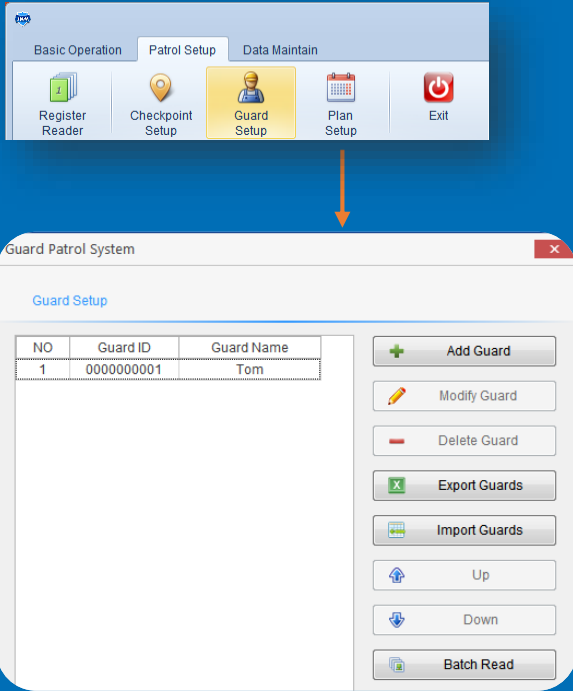 JWM
Basic Operation Patrol Setup Data Maintain
1
Register Reader
Checkpoint Setup
Guard Setup
Plan Setup
Exit
Guard Patrol System
Guard Setup
NO Guard ID Guard Name
1 0000000001 Tom
Add Guard
Modify Guard
Delete Guard
X Export Guards
Import Guards
Up
Down
Batch Read